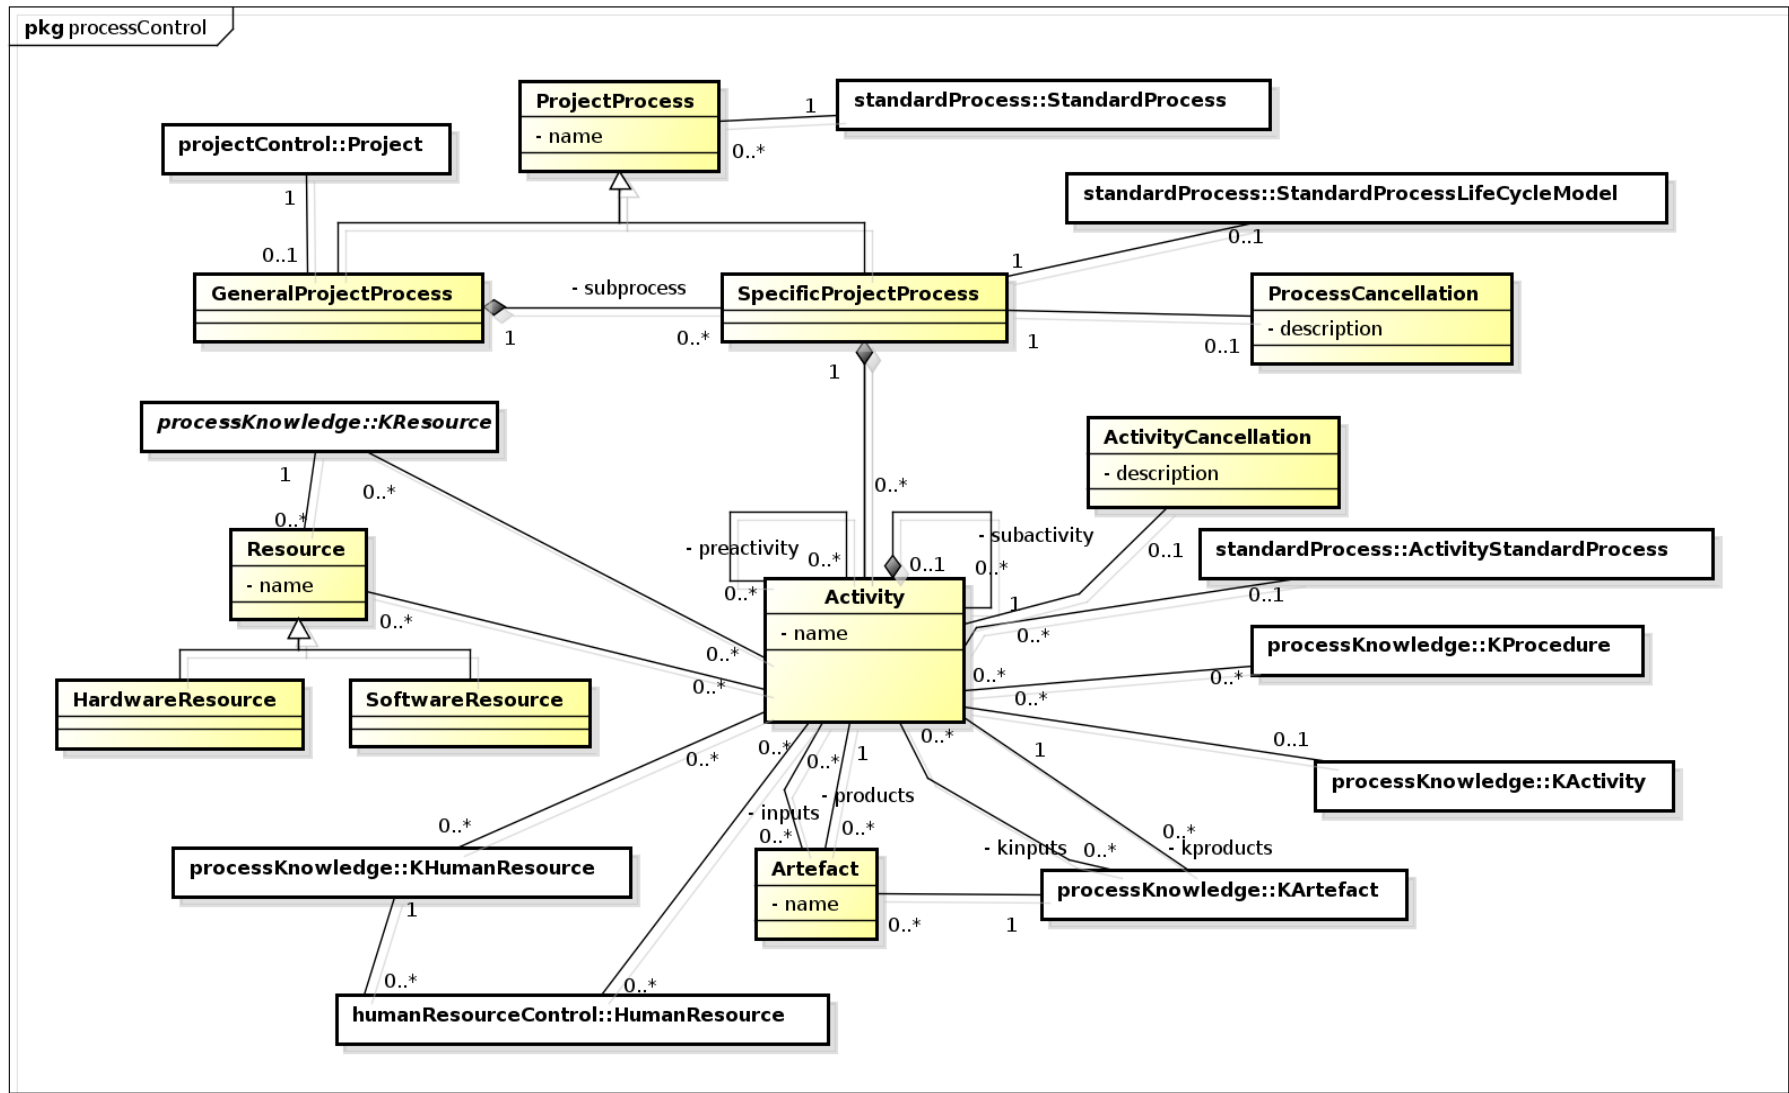 pkg processControl
ProjectProcess
- name
1
0..*
standardProcess::StandardProcess
projectControl::Project
1
0..1
standardProcess::StandardProcessLifeCycleModel
0..1
1
GeneralProjectProcess
- subprocess
1
0..*
SpecificProjectProcess
1
0..1
ProcessCancellation
- description
1
0..*
processKnowledge::KResource
1
0..*
0..*
ActivityCancellation
- description
0..1
1
- preactivity
0..*
0..*
- subactivity
0..1
0..*
Resource
- name
0..*
standardProcess::ActivityStandardProcess
0..1
0..*
Activity
- name
processKnowledge::KProcedure
0..*
0..*
0..*
0..*
HardwareResource
SoftwareResource
0..*
0..1
processKnowledge::KActivity
0..*
0..*
0..*
0..*
1
0..*
1
- products
- inputs
0..*
0..*
- kinputs
0..*
0..*
- kproducts
processKnowledge::KHumanResource
Artefact
- name
0..*
1
processKnowledge::KArtefact
1
0..*
0..*
humanResourceControl::HumanResource